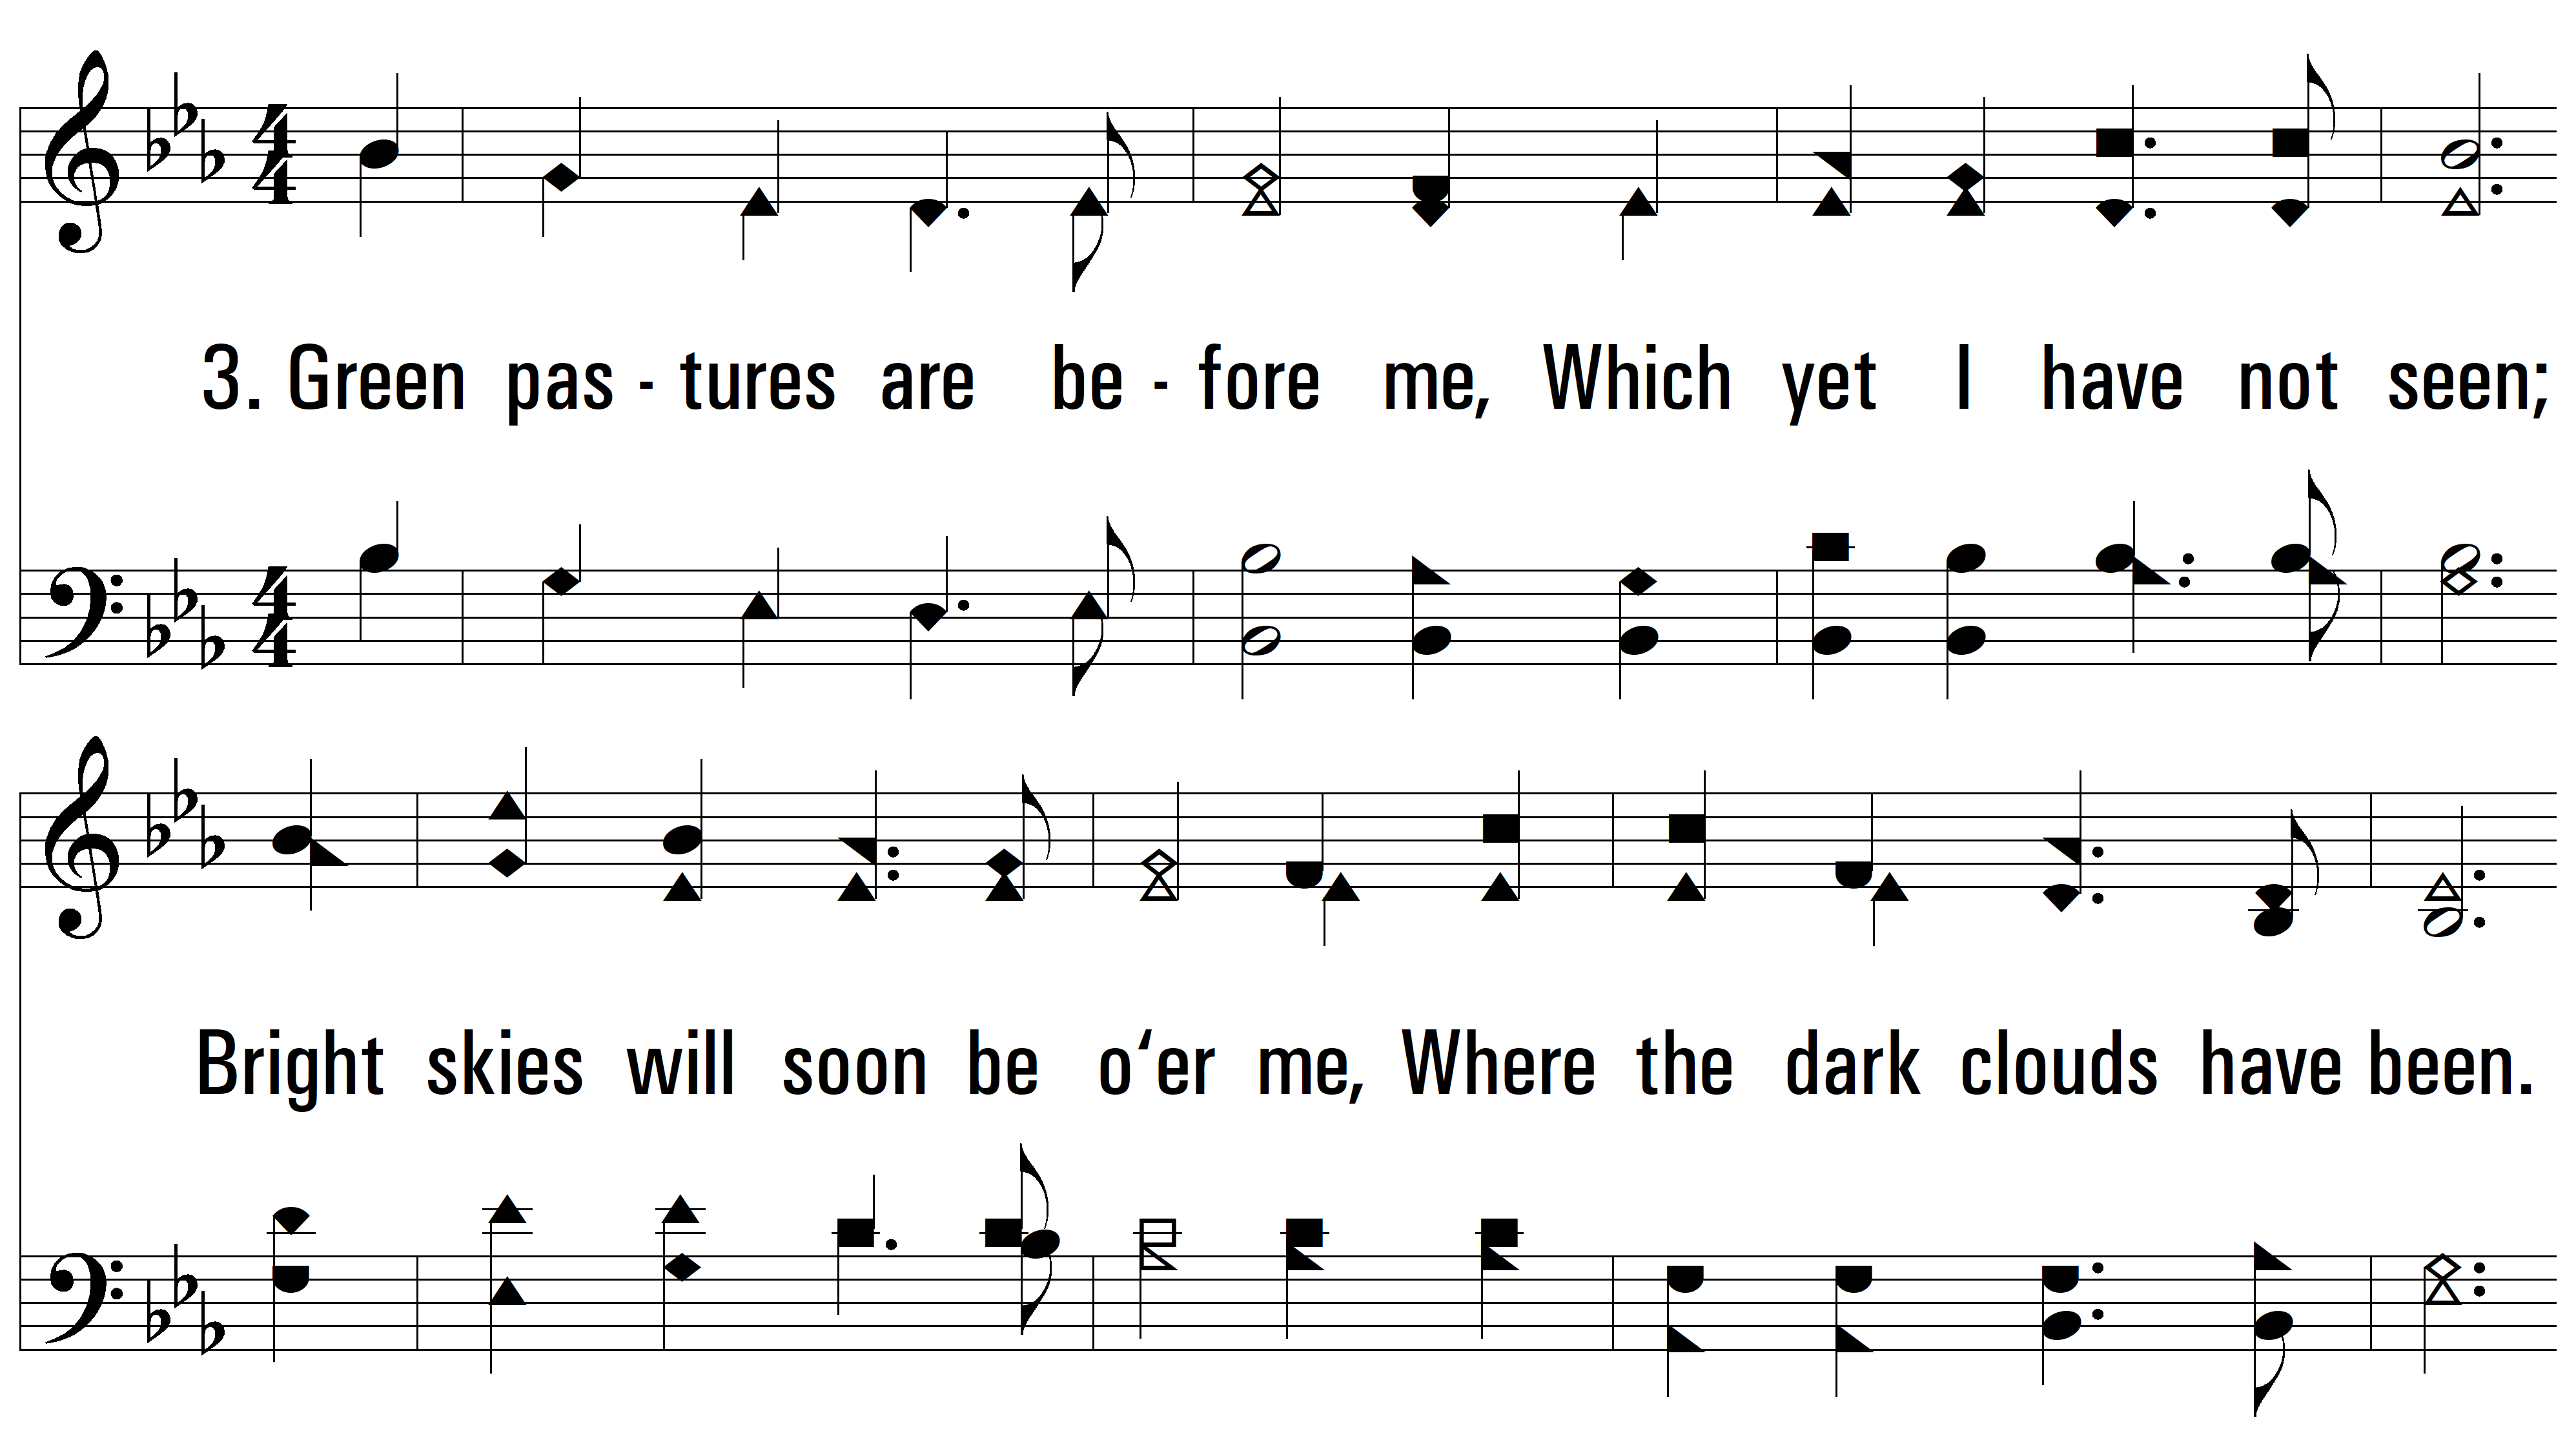 3. Green pas - tures are be - fore me, Which yet I have not seen;
Bright skies will soon be o‘er me, Where the dark clouds have been.